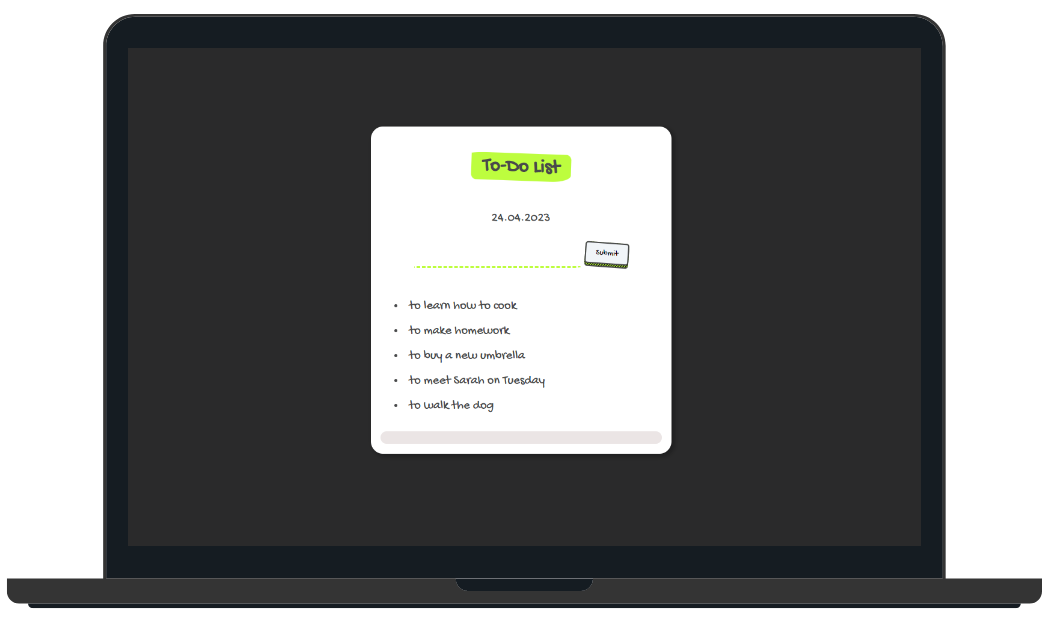 To-Do List
24.04.2023
Submit
• to learn how to cook
• to make homework
• to buy a new umbrella
• to meet Sarah on Tuesday
• to walk the dog